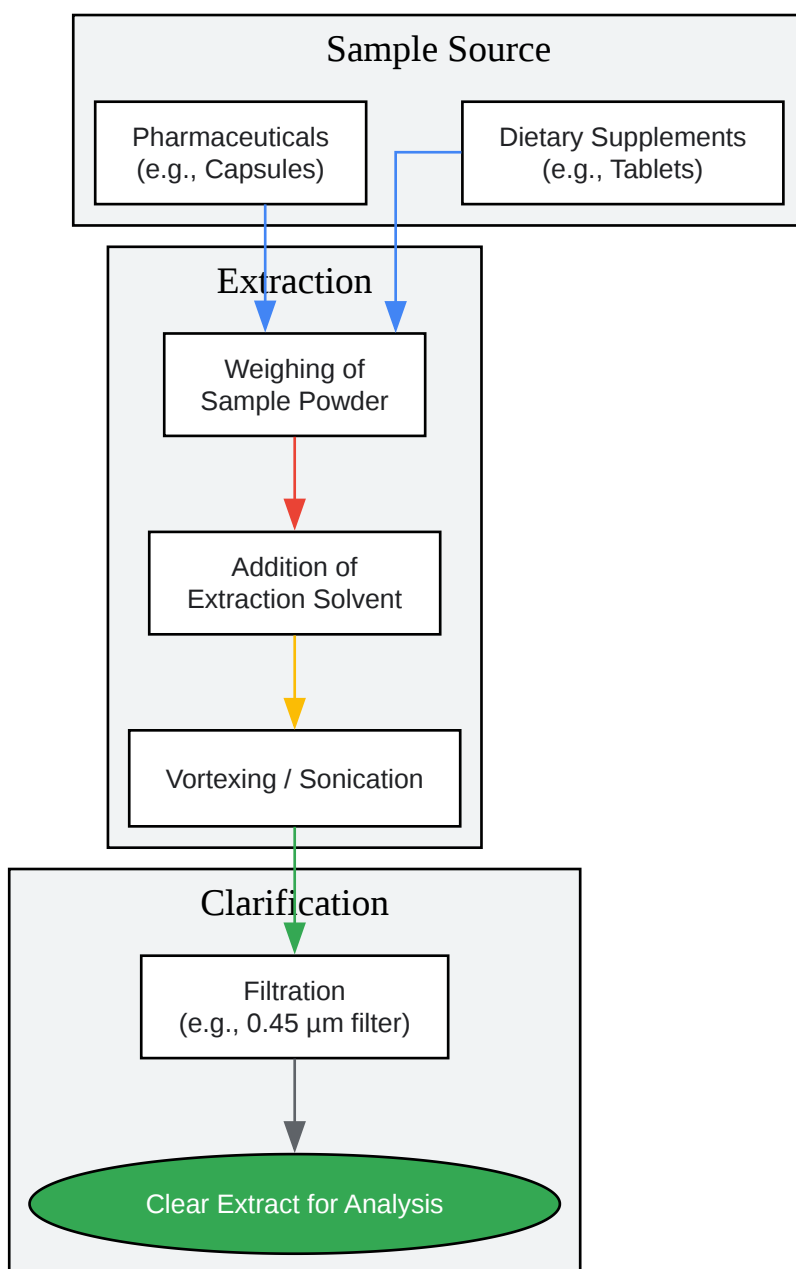 Sample Source
Pharmaceuticals
(e.g., Capsules)
Dietary Supplements
(e.g., Tablets)
Extraction
Weighing of
Sample Powder
Addition of
Extraction Solvent
Vortexing / Sonication
Clarification
Filtration
(e.g., 0.45 µm filter)
Clear Extract for Analysis